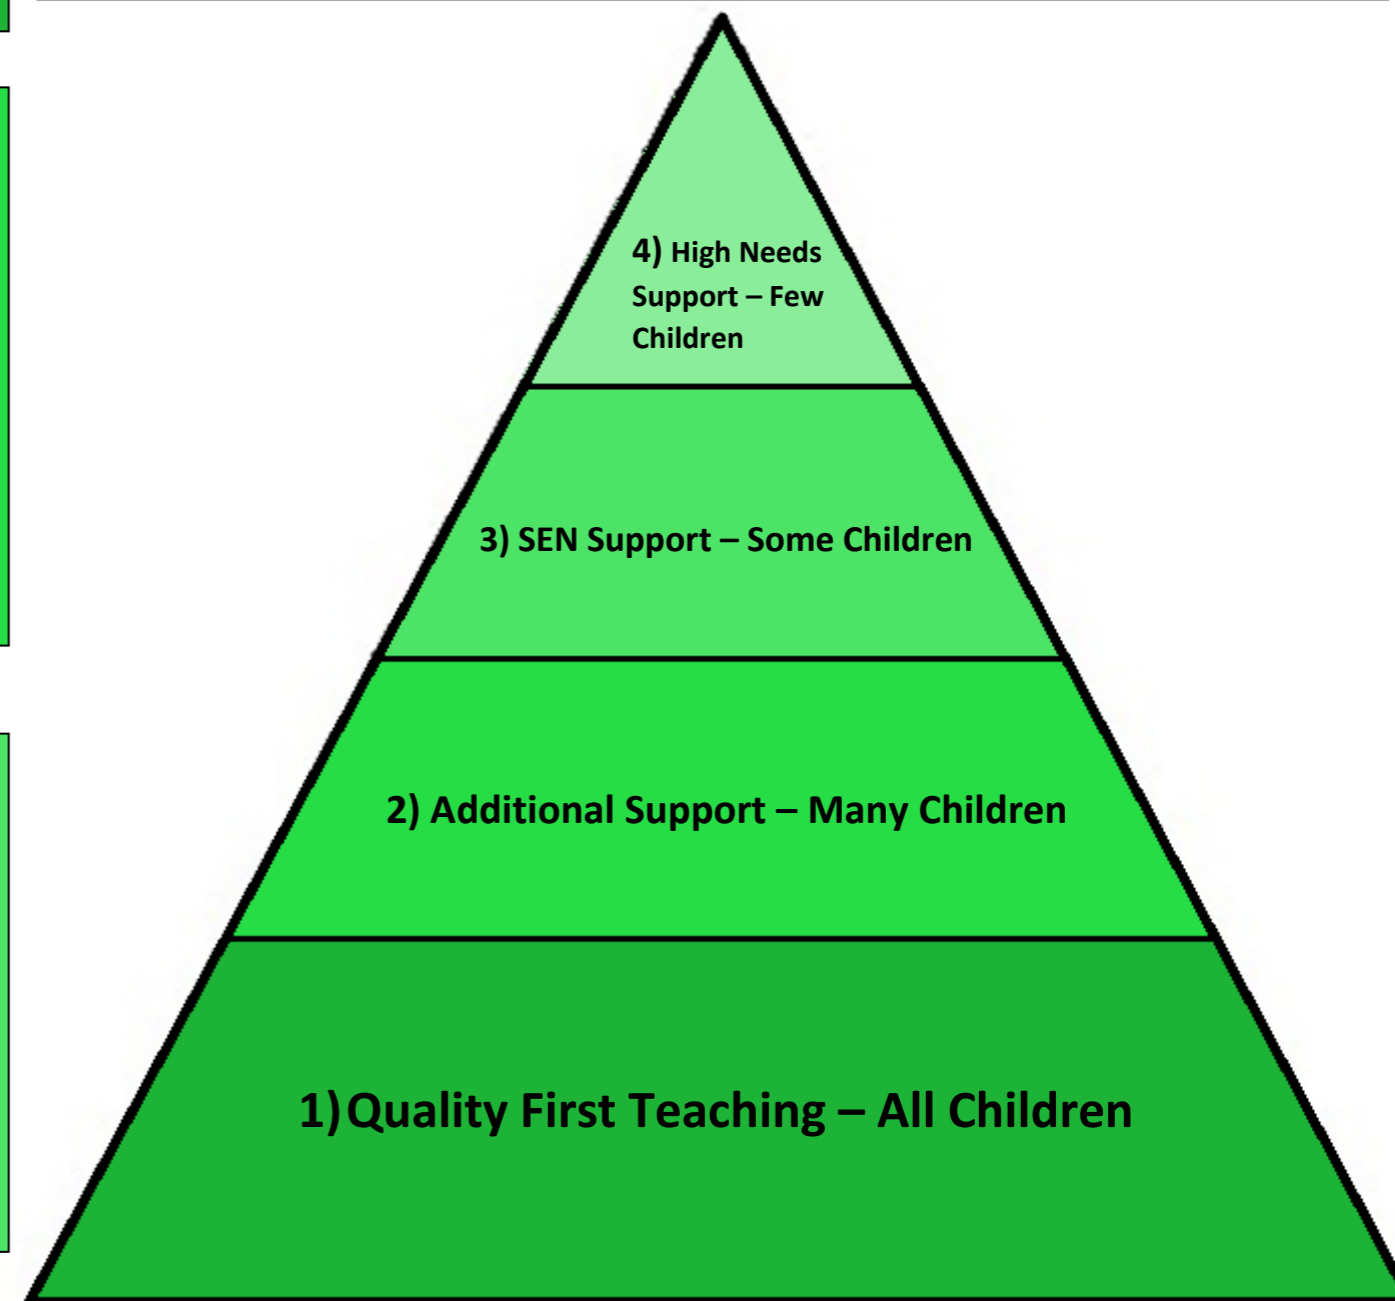 4) High Needs
Support – Few
Children
3) SEN Support – Some Children
2) Additional Support – Many Children
1) Quality First Teaching – All Children